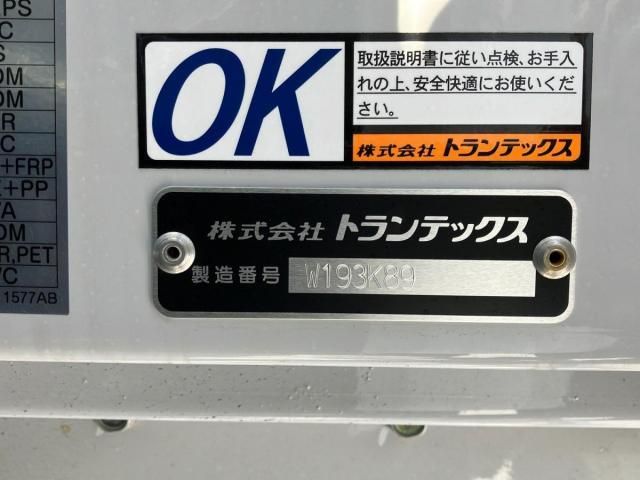 PS
C
S
OM
OM
R
C
+FRP
+PP
A
OM
R,PET
C
1577AB
OK
取扱説明書に従い点検、お手入
れの上、安全快適にお使いくだ
さい。
株式会社 トランテックス
株式会社 トランテックス
製造番号 W193K89